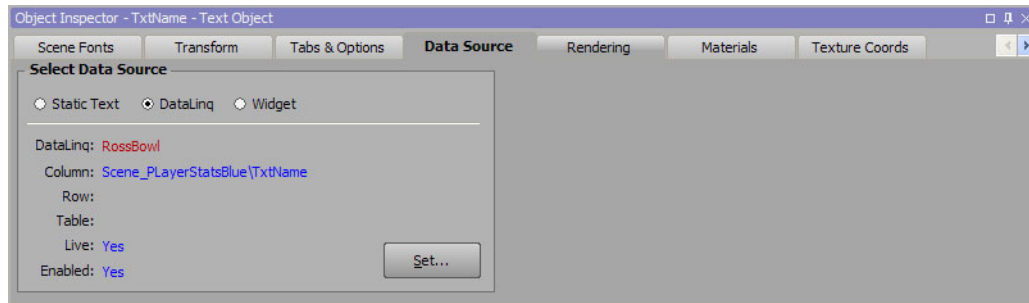 Object Inspector - TxtName - Text Object
Scene Fonts Transform Tabs & Options Data Source Rendering Materials Texture Coords
Select Data Source
Static Text DataLinq Widget
DataLinq: RossBowl
Column: Scene_PLayerStatsBlue\TxtName
Row:
Table:
Live: Yes
Enabled: Yes
Set...